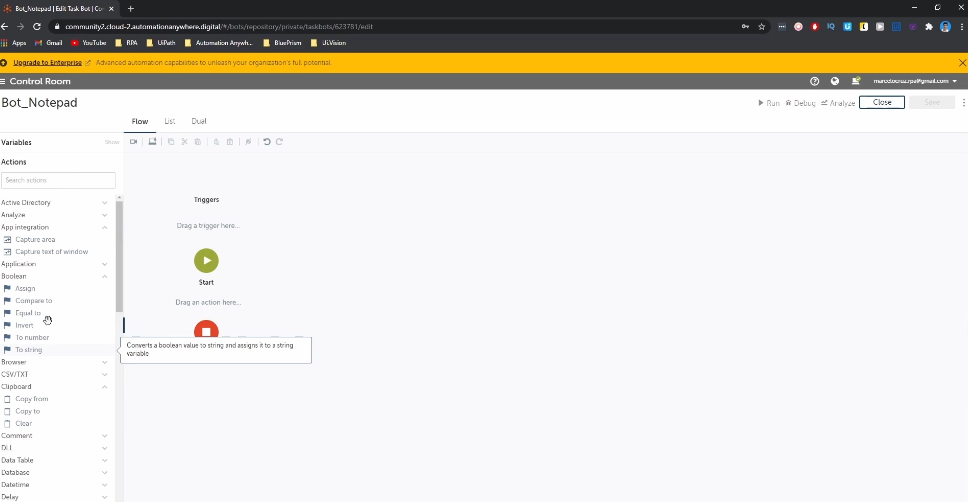 Bot_Notepad | Edit Task Bot | Con
community2.cloud-2.automationanywhere.digital/#/bots/repository/private/taskbots/623781/edit
Apps Gmail YouTube RPA UiPath Automation Anywh... BluePrism UiVision
Upgrade to Enterprise Advanced automation capabilities to unleash your organization's full potential.
Control Room
Bot_Notepad
Run Debug Analyze Close Save
Flow List Dual
Variables Show
Actions
Search actions
Active Directory
Analyze
App integration
Capture area
Capture text of window
Application
Boolean
Assign
Compare to
Equal to
Invert
To number
To string
Browser
CSV/TXT
Clipboard
Copy from
Copy to
Clear
Comment
DLL
Data Table
Database
Datetime
Delay
Triggers
Drag a trigger here...
Start
Drag an action here...
Converts a boolean value to string and assigns it to a string
variable